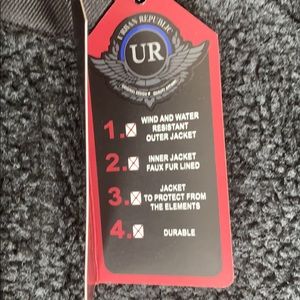 URBAN REPUBLIC
UR
1. WIND AND WATER
RESISTANT
OUTER JACKET
2. INNER JACKET
FAUX FUR LINED
3. JACKET
TO PROTECT FROM
THE ELEMENTS
4. DURABLE